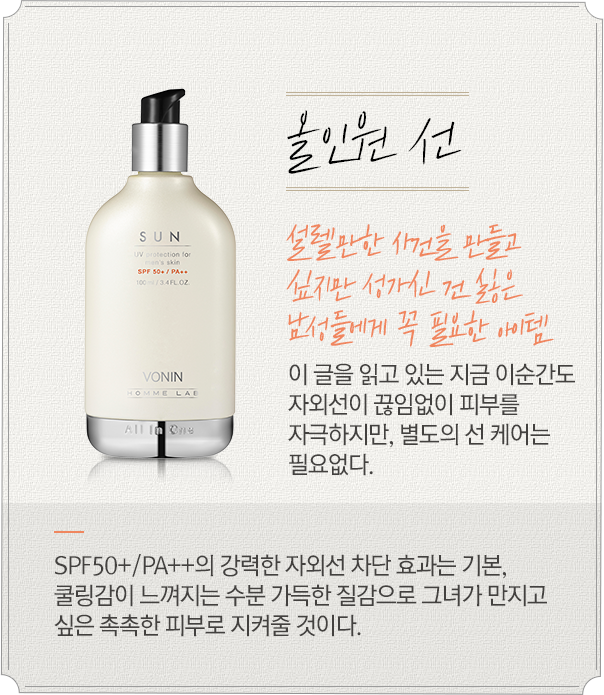 올인원 선
설렐만한 사건을 만들고
싶지만 성가신 건 싫은
남성들에게 꼭 필요한 아이템
이 글을 읽고 있는 지금 이순간도
자외선이 끊임없이 피부를
자극하지만, 별도의 선 케어는
필요없다.
SUN
UV protection for
men's skin
SPF 50+ / PA++
100 ml / 3.4 FL.OZ.
VONIN
HOMME LAB
All in
SPF50+/PA++의 강력한 자외선 차단 효과는 기본,
쿨링감이 느껴지는 수분 가득한 질감으로 그녀가 만지고
싶은 촉촉한 피부로 지켜줄 것이다.